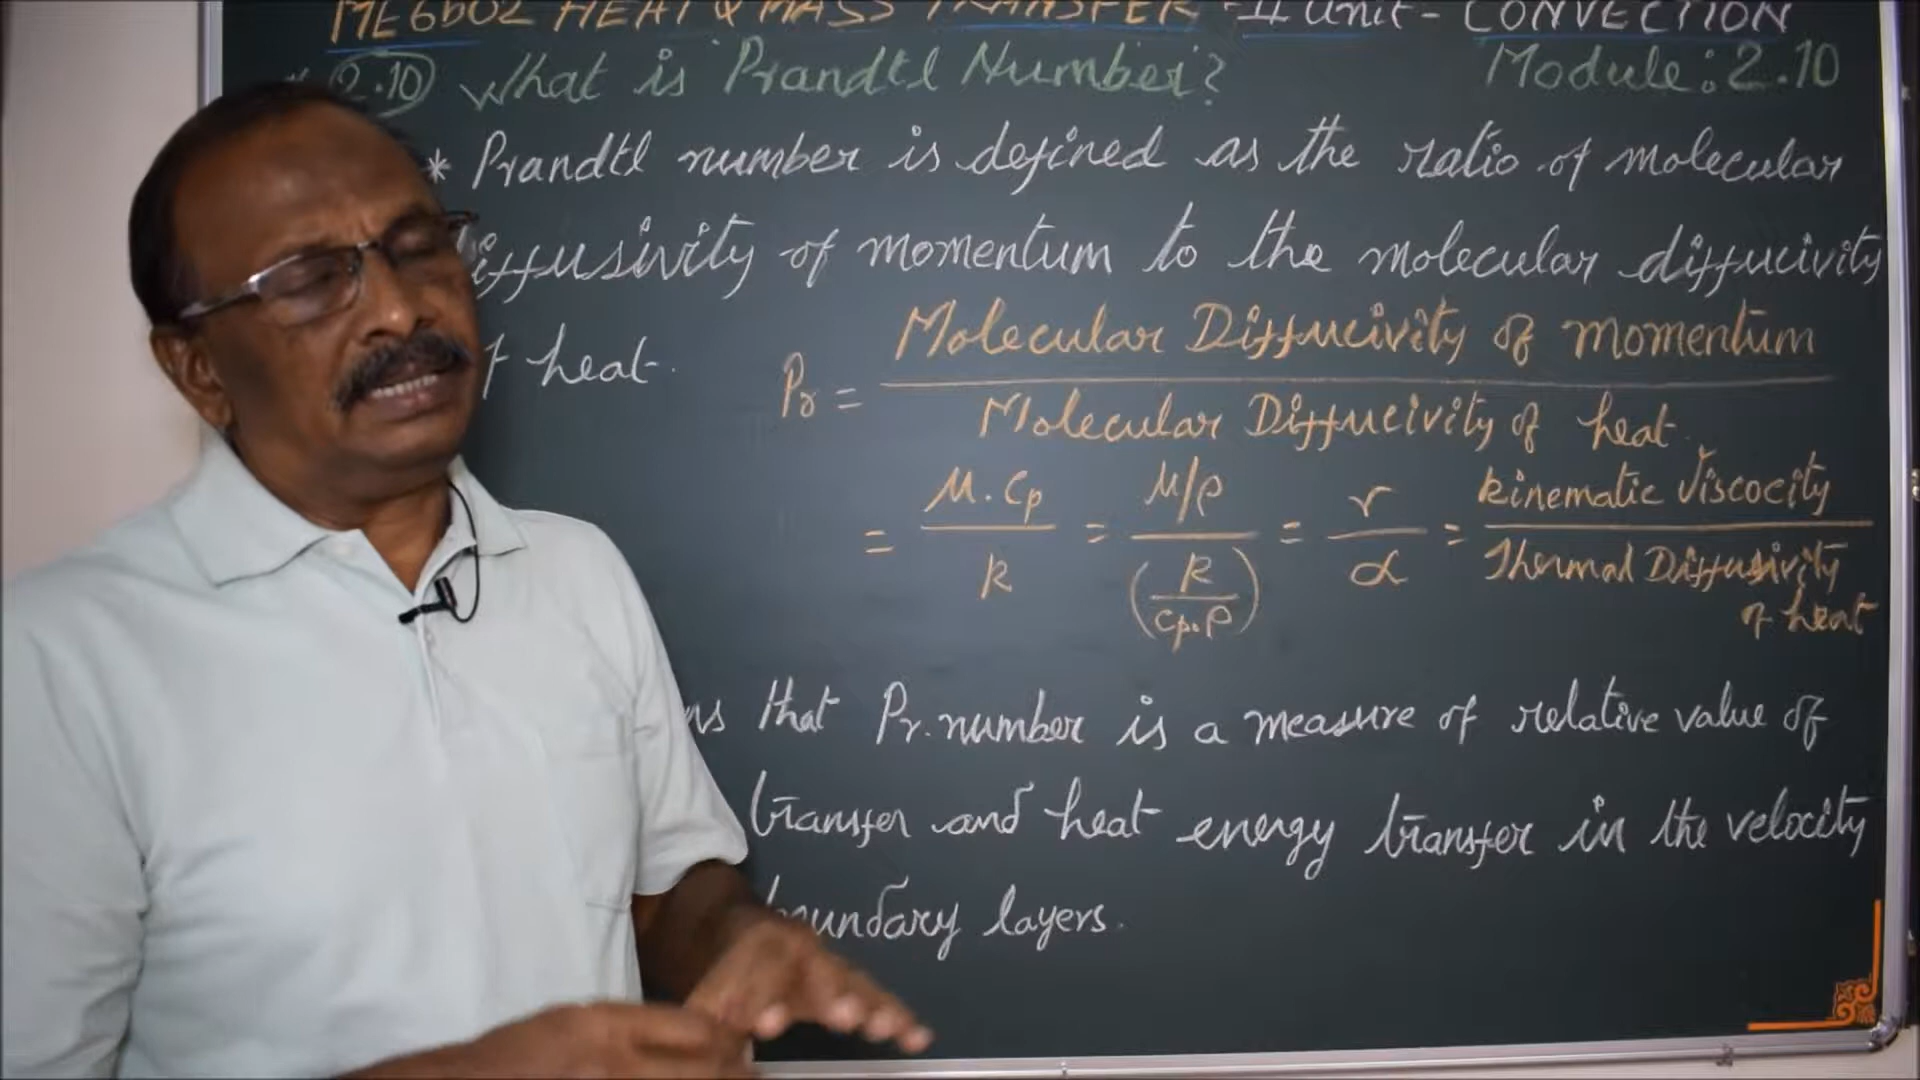 ME6602 HEAT & MASS TRANSFER - II unit - CONVECTION
2.10 What is Prandtl Number? Module: 2.10
* Prandtl number is defined as the ratio of molecular
diffusivity of momentum to the molecular diffucivity
of heat.
Pr = Molecular Diffucivity of momentum / Molecular Diffucivity of heat
= μ.Cp / k = μ/ρ / (k / Cp.ρ) = ν / α = kinematic Viscocity / Thermal Diffusivity of heat
that Pr. number is a measure of relative value of
transfer and heat energy transfer in the velocity
boundary layers.